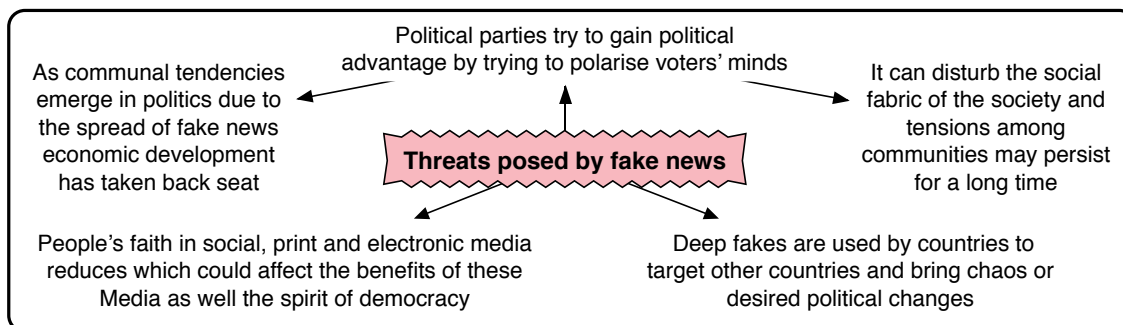 Political parties try to gain political
advantage by trying to polarise voters’ minds
As communal tendencies
emerge in politics due to
the spread of fake news
economic development
has taken back seat
It can disturb the social
fabric of the society and
tensions among
communities may persist
for a long time
Threats posed by fake news
People’s faith in social, print and electronic media
reduces which could affect the benefits of these
Media as well the spirit of democracy
Deep fakes are used by countries to
target other countries and bring chaos or
desired political changes